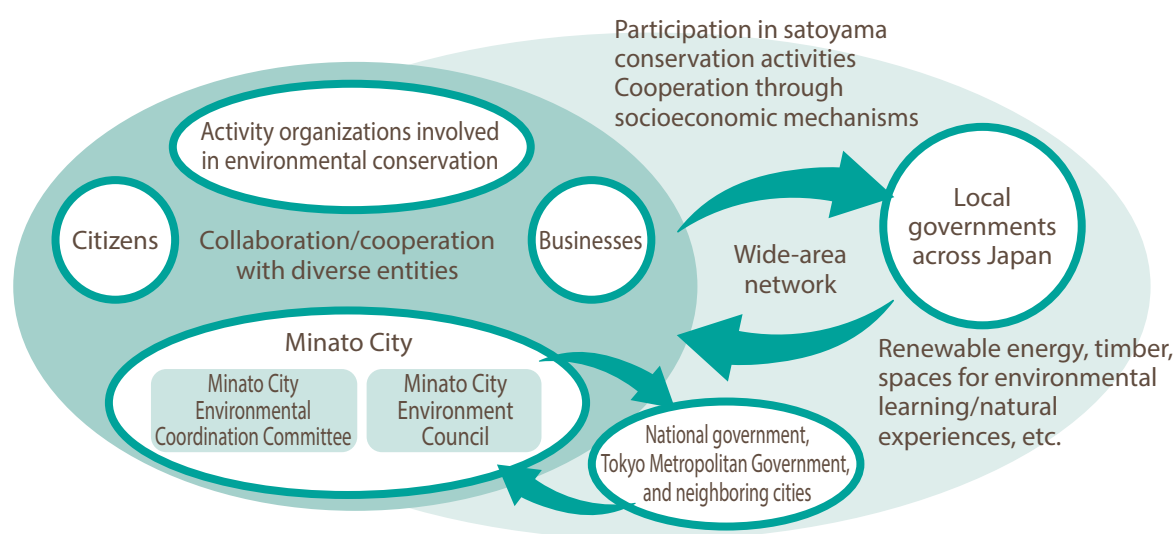 Participation in satoyama
conservation activities
Cooperation through
socioeconomic mechanisms
Activity organizations involved
in environmental conservation
Citizens
Collaboration/cooperation
with diverse entities
Businesses
Wide-area
network
Local
governments
across Japan
Minato City
Minato City
Environmental
Coordination Committee
Minato City
Environment
Council
National government,
Tokyo Metropolitan Government,
and neighboring cities
Renewable energy, timber,
spaces for environmental
learning/natural
experiences, etc.